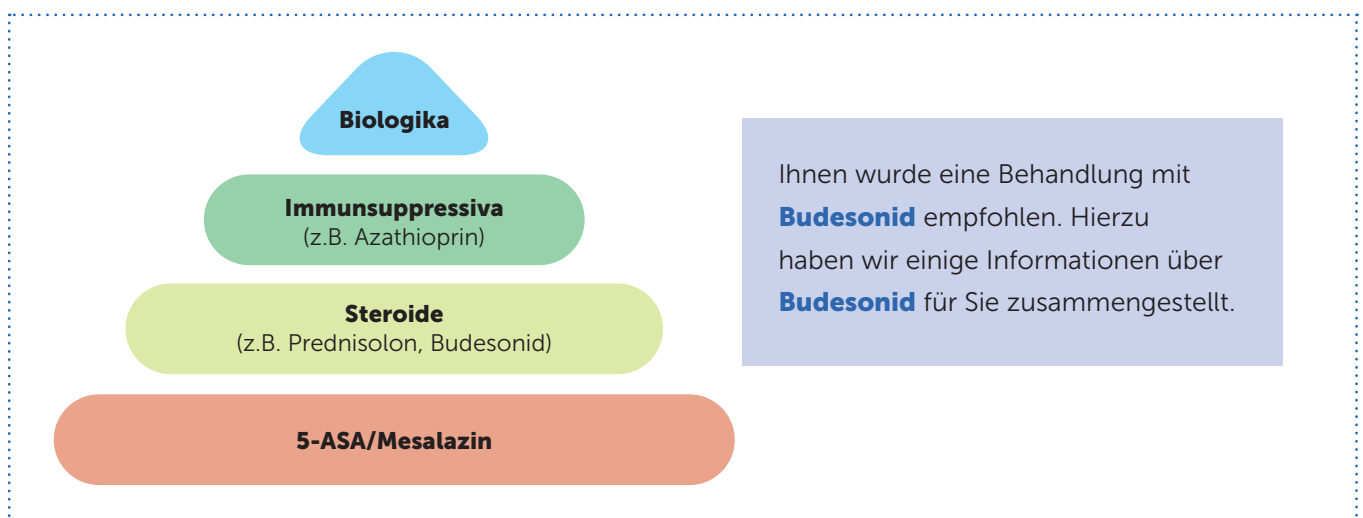 Biologika
Immunsuppressiva
(z.B. Azathioprin)
Steroide
(z.B. Prednisolon, Budesonid)
5-ASA/Mesalazin
Ihnen wurde eine Behandlung mit
Budesonid empfohlen. Hierzu
haben wir einige Informationen über
Budesonid für Sie zusammengestellt.